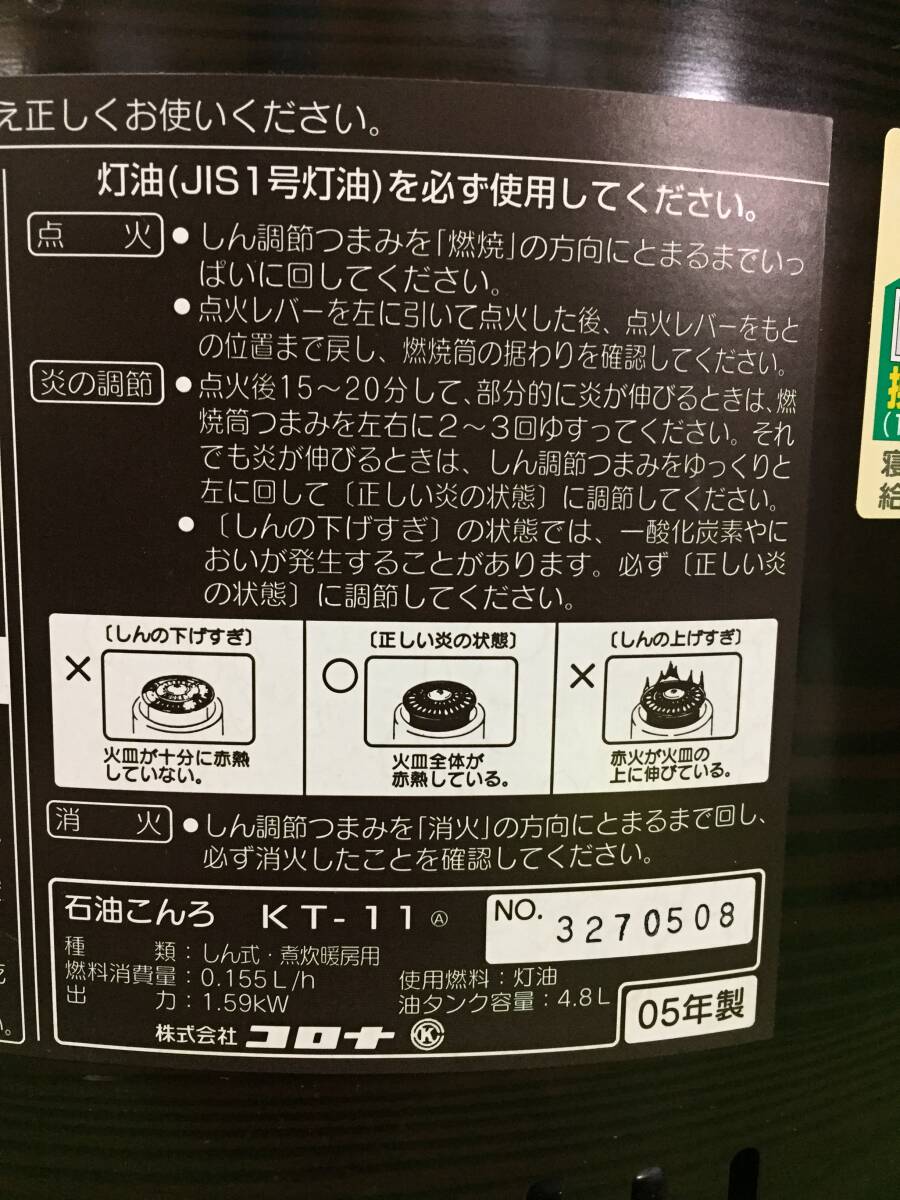 え正しくお使いください。
灯油(JIS1号灯油)を必ず使用してください。
点火
●しん調節つまみを「燃焼」の方向にとまるまでいっ
ぱいに回してください。
●点火レバーを左に引いて点火した後、点火レバーをもと
の位置まで戻し、燃焼筒の据わりを確認してください。
炎の調節
●点火後15～20分して、部分的に炎が伸びるときは、燃
焼筒つまみを左右に2～3回ゆすってください。それ
でも炎が伸びるときは、しん調節つまみをゆっくりと
左に回して〔正しい炎の状態〕に調節してください。
●〔しんの下げすぎ〕の状態では、一酸化炭素やに
おいが発生することがあります。必ず〔正しい炎
の状態〕に調節してください。
〔しんの下げすぎ〕
×
火皿が十分に赤熱
していない。
〔正しい炎の状態〕
○
火皿全体が
赤熱している。
〔しんの上げすぎ〕
×
赤火が火皿の
上に伸びている。
消火
●しん調節つまみを「消火」の方向にとまるまで回し、
必ず消火したことを確認してください。
石油こんろ KT-11 Ⓐ
NO. 3270508
種類：しん式・煮炊暖房用
燃料消費量：0.155L/h 使用燃料：灯油
出力：1.59KW 油タンク容量：4.8L
株式会社 コロナ Ⓚ
05年製
寝
給